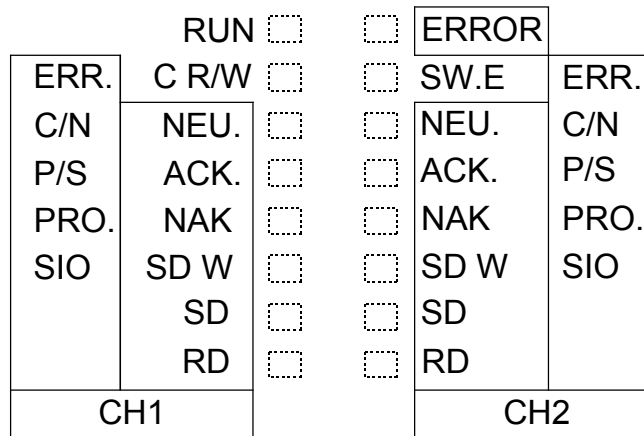 RUN ERROR
ERR. C R/W SW.E ERR.
C/N NEU. NEU. C/N
P/S ACK. ACK. P/S
PRO. NAK NAK PRO.
SIO SD W SD W SIO
SD SD
RD RD
CH1 CH2